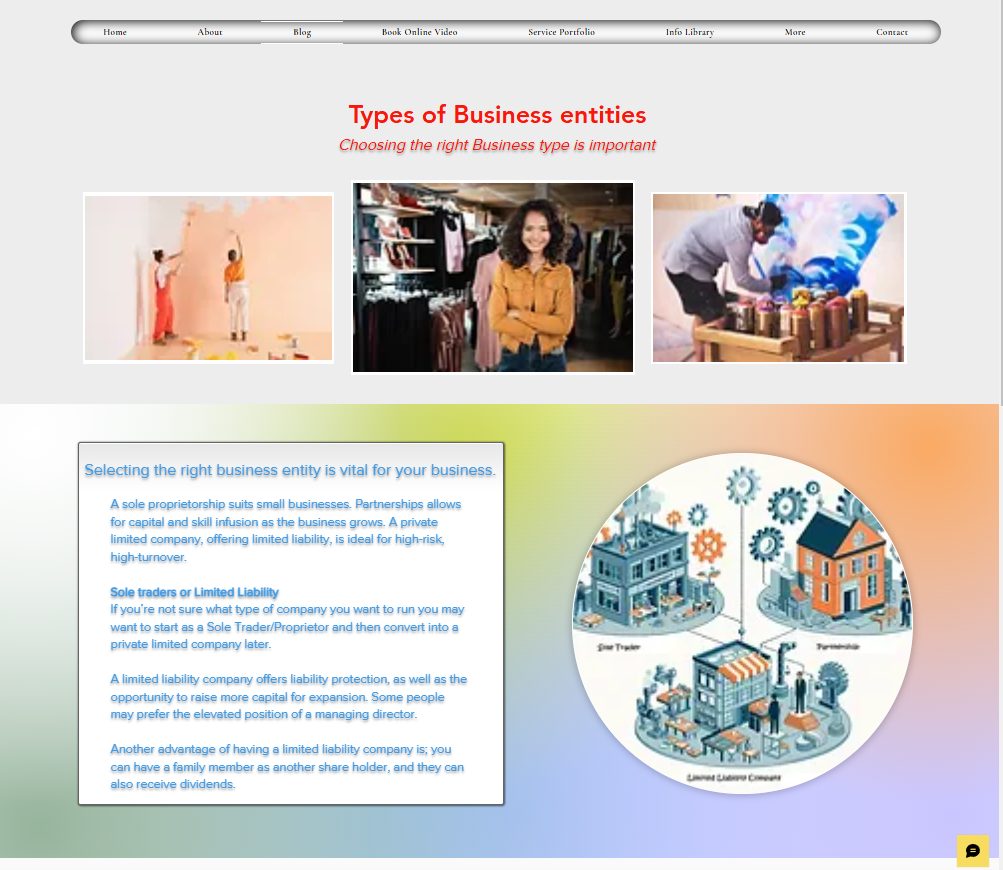 Home About Blog Book Online Video Service Portfolio Info Library More Contact
Types of Business entities
Choosing the right Business type is important
Selecting the right business entity is vital for your business.
A sole proprietorship suits small businesses. Partnerships allows
for capital and skill infusion as the business grows. A private
limited company, offering limited liability, is ideal for high-risk,
high-turnover.
Sole traders or Limited Liability
If you're not sure what type of company you want to run you may
want to start as a Sole Trader/Proprietor and then convert into a
private limited company later.
A limited liability company offers liability protection, as well as the
opportunity to raise more capital for expansion. Some people
may prefer the elevated position of a managing director.
Another advantage of having a limited liability company is; you
can have a family member as another share holder, and they can
also receive dividends.
Sole Trader
Partnership
Limited Liability Company